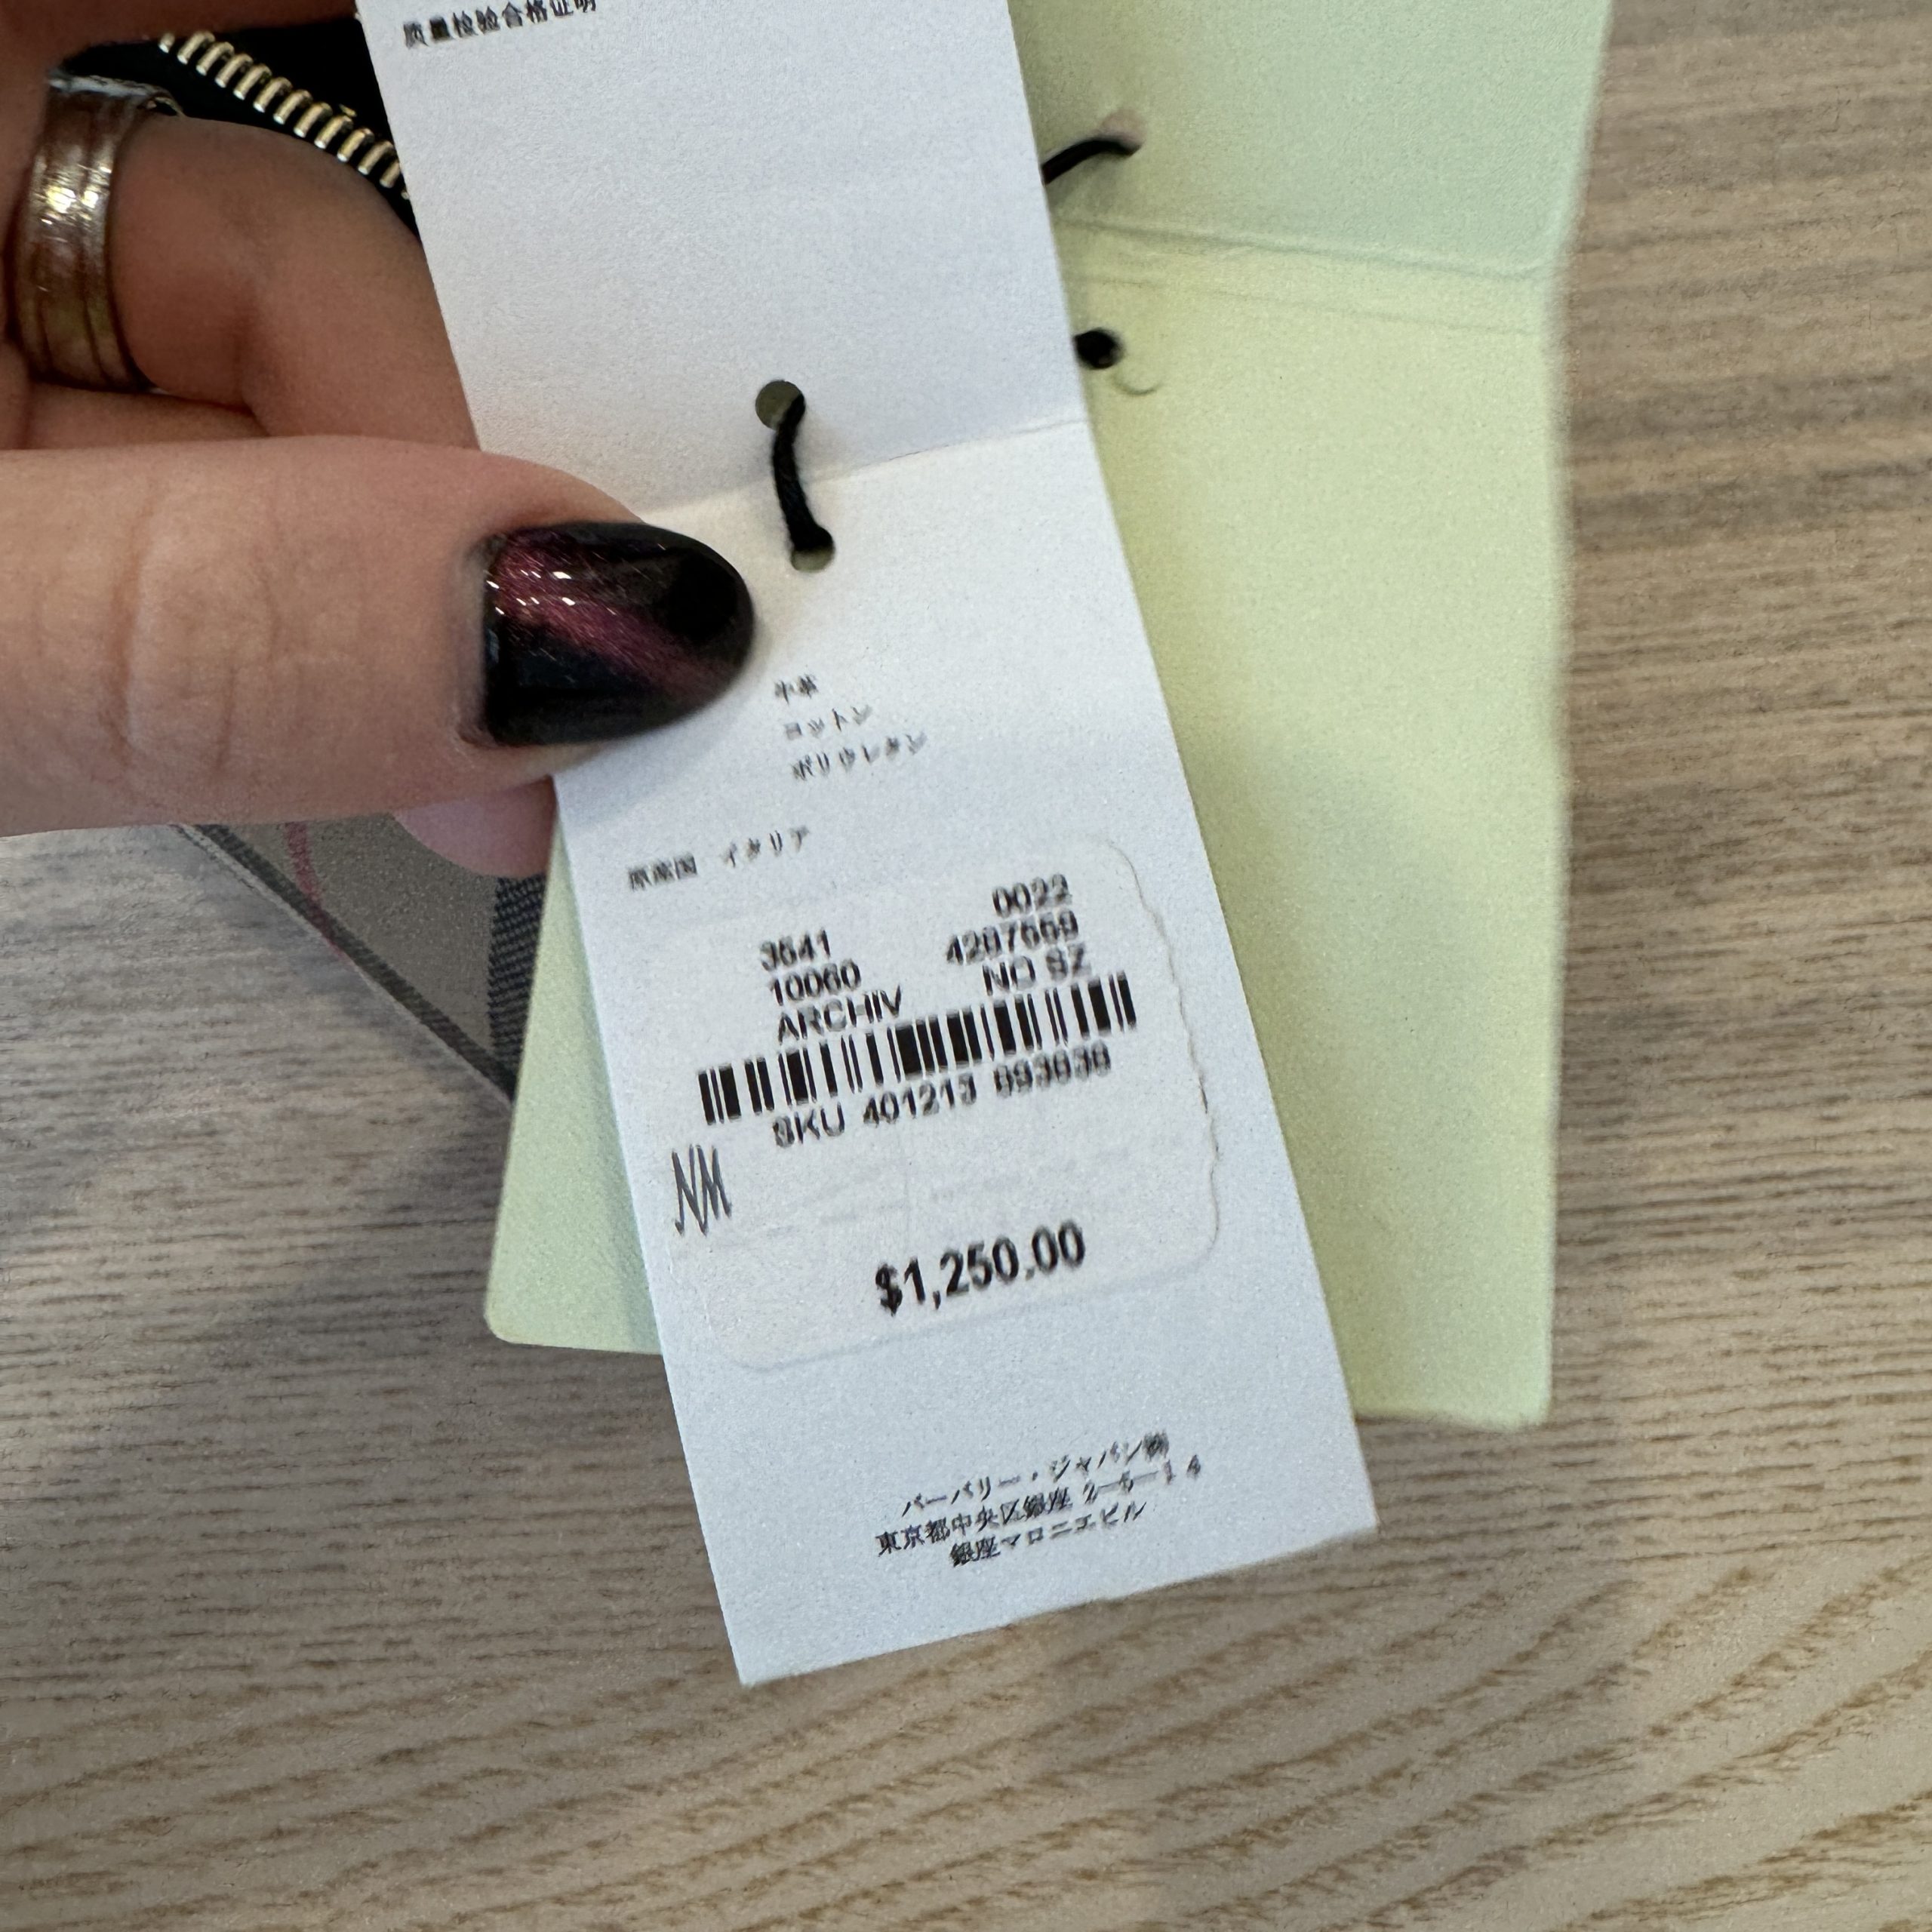 质量检验合格证明
牛革
コットン
ポリウレタン
原産国 イタリア
0022
3541 4287559
10060 NO SZ
ARCHIV
SKU 401213 893838
NM
$1,250.00
バーバリー・ジャパン㈱
東京都中央区銀座 2-5-14
銀座マロニエビル